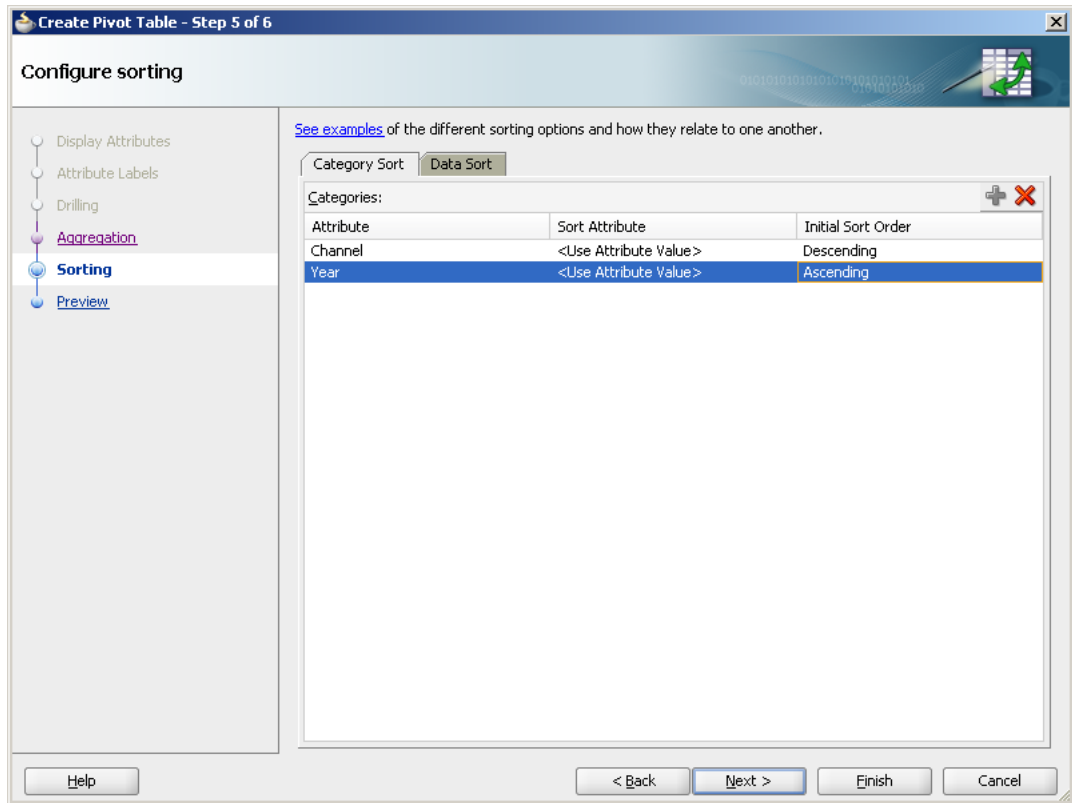 Create Pivot Table - Step 5 of 6
Configure sorting
See examples of the different sorting options and how they relate to one another.
Display Attributes
Attribute Labels
Drilling
Aggregation
Sorting
Preview
Category Sort Data Sort
Categories:
Attribute Sort Attribute Initial Sort Order
Channel <Use Attribute Value> Descending
Year <Use Attribute Value> Ascending
Help < Back Next > Finish Cancel